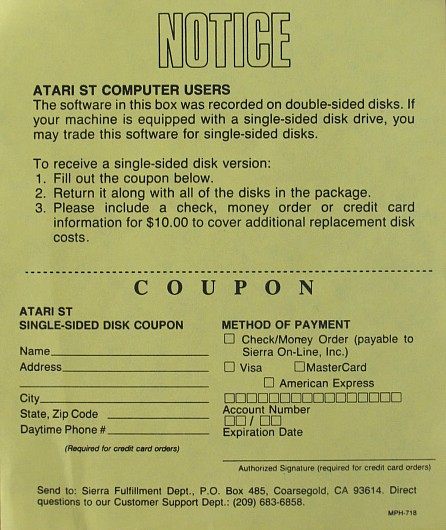 NOTICE
ATARI ST COMPUTER USERS
The software in this box was recorded on double-sided disks. If
your machine is equipped with a single-sided disk drive, you
may trade this software for single-sided disks.
To receive a single-sided disk version:
1. Fill out the coupon below.
2. Return it along with all of the disks in the package.
3. Please include a check, money order or credit card
information for $10.00 to cover additional replacement disk
costs.
COUPON
ATARI ST
SINGLE-SIDED DISK COUPON
Name
Address
City
State, Zip Code
Daytime Phone #
(Required for credit card orders)
METHOD OF PAYMENT
Check/Money Order (payable to
Sierra On-Line, Inc.)
Visa MasterCard
American Express
Account Number
/
Expiration Date
Authorized Signature (required for credit card orders)
Send to: Sierra Fulfillment Dept., P.O. Box 485, Coarsegold, CA 93614. Direct
questions to our Customer Support Dept.: (209) 683-6858.
MPH-718